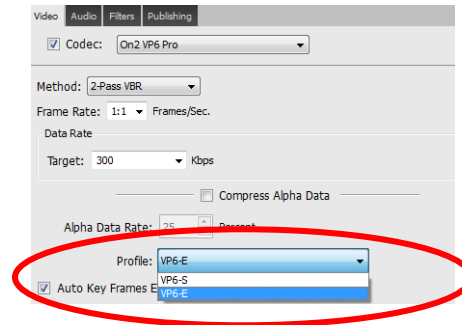 Video Audio Filters Publishing
Codec: On2 VP6 Pro
Method: 2-Pass VBR
Frame Rate: 1:1 Frames/Sec.
Data Rate
Target: 300 Kbps
Compress Alpha Data
Alpha Data Rate: 25 Percent
Profile: VP6-E
VP6-S
Auto Key Frames E
VP6-E